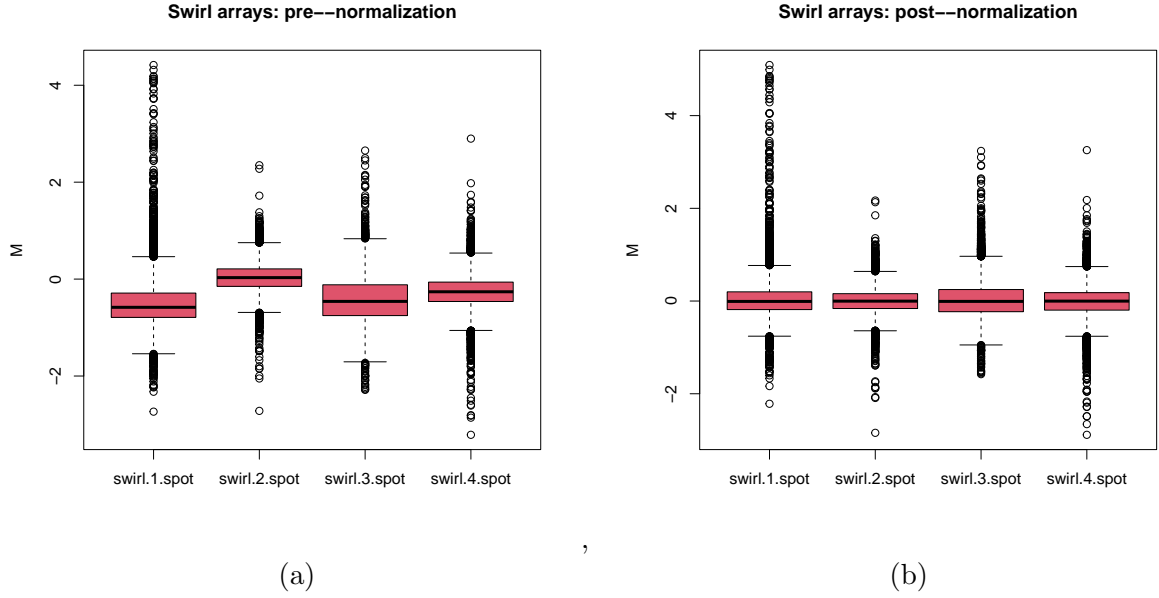 Swirl arrays: pre−−normalization
M
4
2
0
−2
swirl.1.spot swirl.2.spot swirl.3.spot swirl.4.spot
(a)
,
Swirl arrays: post−−normalization
M
4
2
0
−2
swirl.1.spot swirl.2.spot swirl.3.spot swirl.4.spot
(b)